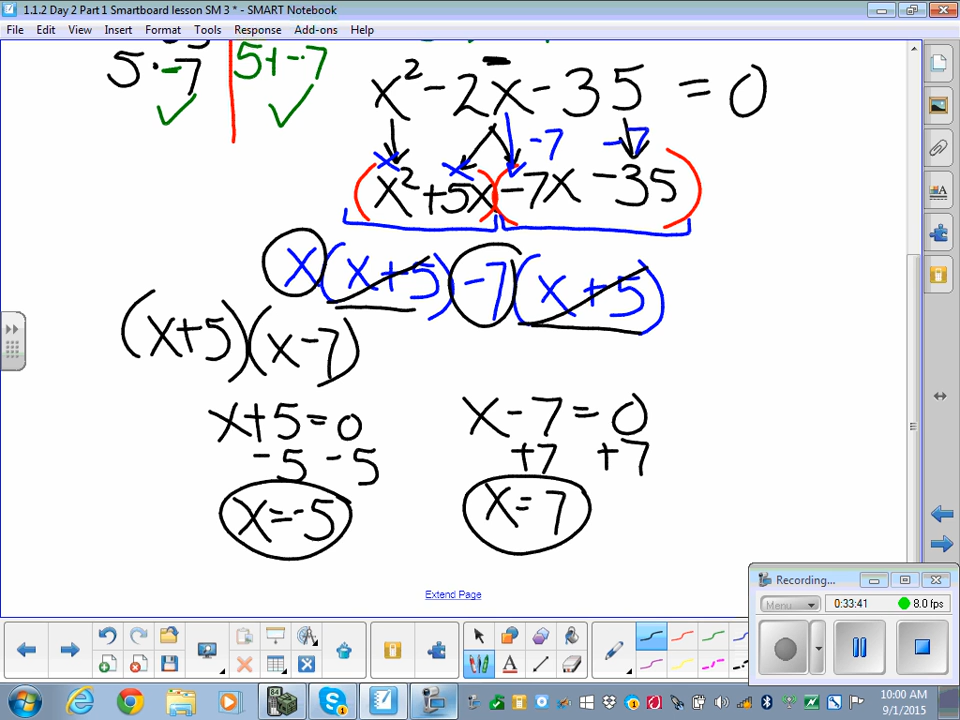 1.1.2 Day 2 Part 1 Smartboard lesson SM 3 * - SMART Notebook
File Edit View Insert Format Tools Response Add-ons Help
5 · -7 ✓
5 + -7 ✓
x² - 2x - 35 = 0
-7 -7
x x
(x² + 5x)(-7x - 35)
x(x+5) -7(x+5)
(x+5)(x-7)
x+5=0
-5 -5
x=-5
x-7=0
+7 +7
x=7
Extend Page
Recording...
Menu
0:33:41
8.0 fps
10:00 AM
9/1/2015